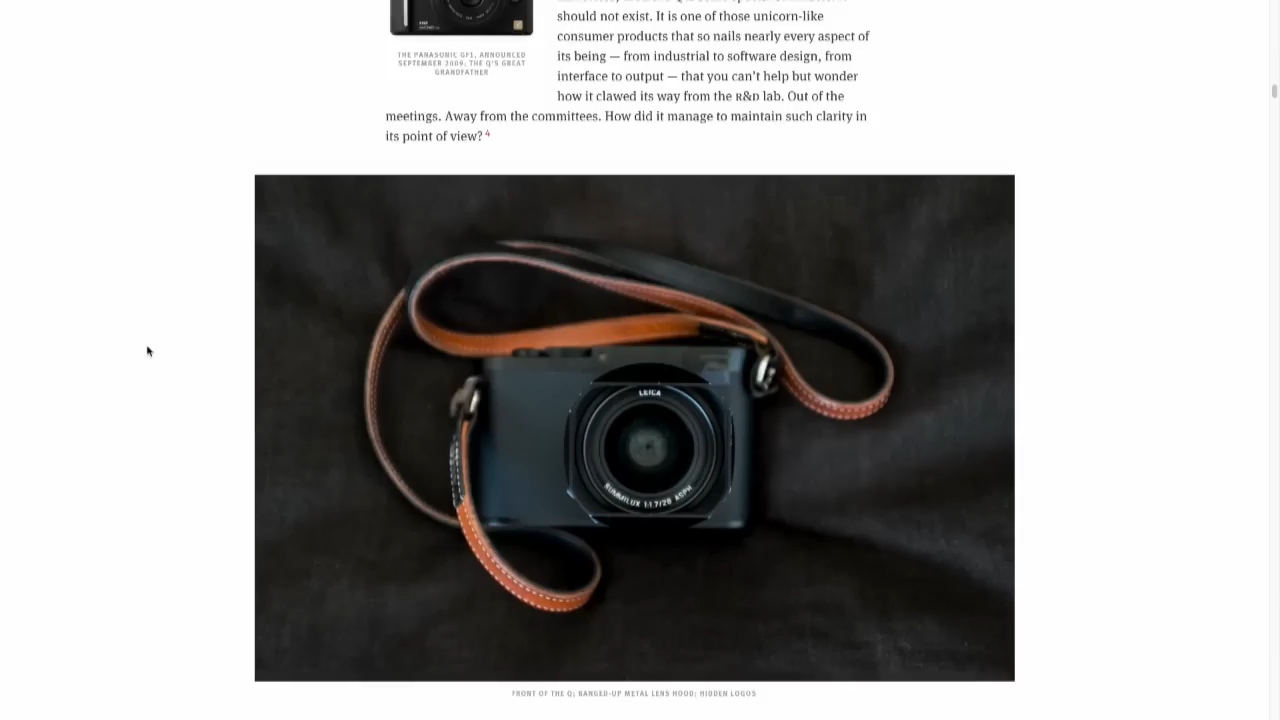 should not exist. It is one of those unicorn-like
consumer products that so nails nearly every aspect of
its being — from industrial to software design, from
interface to output — that you can't help but wonder
how it clawed its way from the R&D lab. Out of the
THE PANASONIC GF1, ANNOUNCED
SEPTEMBER 2009; THE Q'S GREAT
GRANDFATHER
meetings. Away from the committees. How did it manage to maintain such clarity in
its point of view? 4
LEICA
SUMMILUX 1:1.7/28 ASPH
FRONT OF THE Q; BANGED-UP METAL LENS HOOD; HIDDEN LOGOS